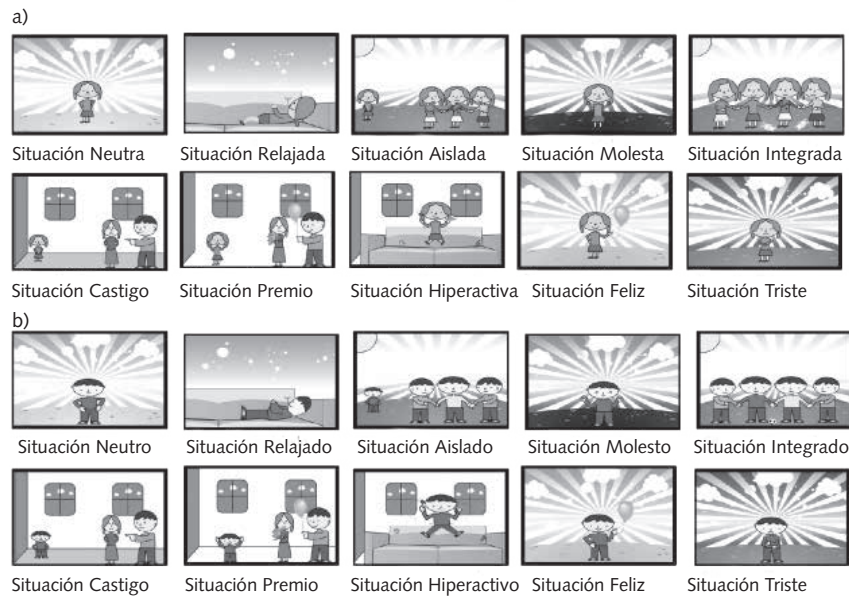 a)
Situación Neutra Situación Relajada Situación Aislada Situación Molesta Situación Integrada
Situación Castigo Situación Premio Situación Hiperactiva Situación Feliz Situación Triste
b)
Situación Neutro Situación Relajado Situación Aislado Situación Molesto Situación Integrado
Situación Castigo Situación Premio Situación Hiperactivo Situación Feliz Situación Triste